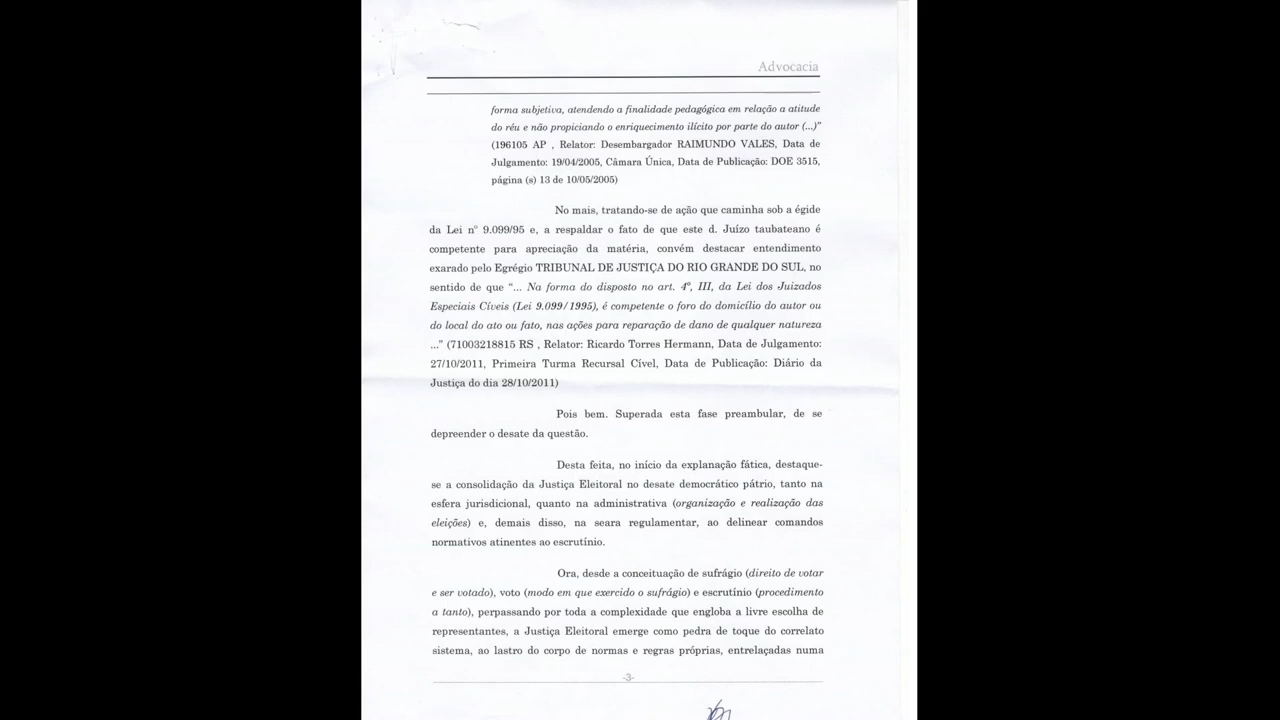 Advocacia
forma subjetiva, atendendo a finalidade pedagógica em relação a atitude
do réu e não propiciando o enriquecimento ilícito por parte do autor (...)”
(196105 AP , Relator: Desembargador RAIMUNDO VALES, Data de
Julgamento: 19/04/2005, Câmara Única, Data de Publicação: DOE 3515,
página (s) 13 de 10/05/2005)
No mais, tratando-se de ação que caminha sob a égide
da Lei nº 9.099/95 e, a respaldar o fato de que este d. Juízo taubateano é
competente para apreciação da matéria, convém destacar entendimento
exarado pelo Egrégio TRIBUNAL DE JUSTIÇA DO RIO GRANDE DO SUL, no
sentido de que “... Na forma do disposto no art. 4º, III, da Lei dos Juizados
Especiais Cíveis (Lei 9.099/1995), é competente o foro do domicílio do autor ou
do local do ato ou fato, nas ações para reparação de dano de qualquer natureza
...” (71003218815 RS , Relator: Ricardo Torres Hermann, Data de Julgamento:
27/10/2011, Primeira Turma Recursal Cível, Data de Publicação: Diário da
Justiça do dia 28/10/2011)
Pois bem. Superada esta fase preambular, de se
depreender o desate da questão.
Desta feita, no início da explanação fática, destaque-
se a consolidação da Justiça Eleitoral no desate democrático pátrio, tanto na
esfera jurisdicional, quanto na administrativa (organização e realização das
eleições) e, demais disso, na seara regulamentar, ao delinear comandos
normativos atinentes ao escrutínio.
Ora, desde a conceituação de sufrágio (direito de votar
e ser votado), voto (modo em que exercido o sufrágio) e escrutínio (procedimento
a tanto), perpassando por toda a complexidade que engloba a livre escolha de
representantes, a Justiça Eleitoral emerge como pedra de toque do correlato
sistema, ao lastro do corpo de normas e regras próprias, entrelaçadas numa
-3-